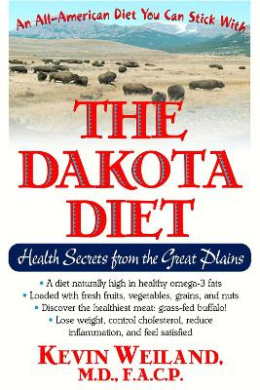 An All-American Diet You Can Stick With
THE
DAKOTA
DIET
Health Secrets from the Great Plains
• A diet naturally high in healthy omega-3 fats
• Loaded with fresh fruits, vegetables, grains, and nuts
• Discover the healthiest meat: grass-fed buffalo!
• Lose weight, control cholesterol, reduce
inflammation, and feel satisfied
KEVIN WEILAND,
M.D., F.A.C.P.